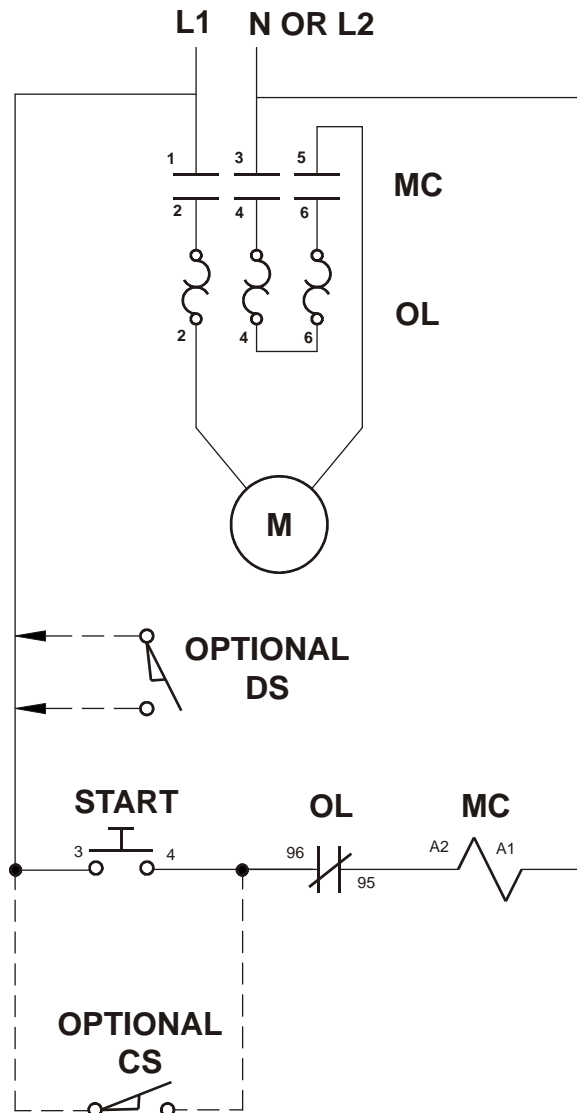 L1 N OR L2
1 3 5
MC
2 4 6
OL
2 4 6
M
OPTIONAL
DS
START OL MC
3 4 96 95 A2 A1
OPTIONAL
CS